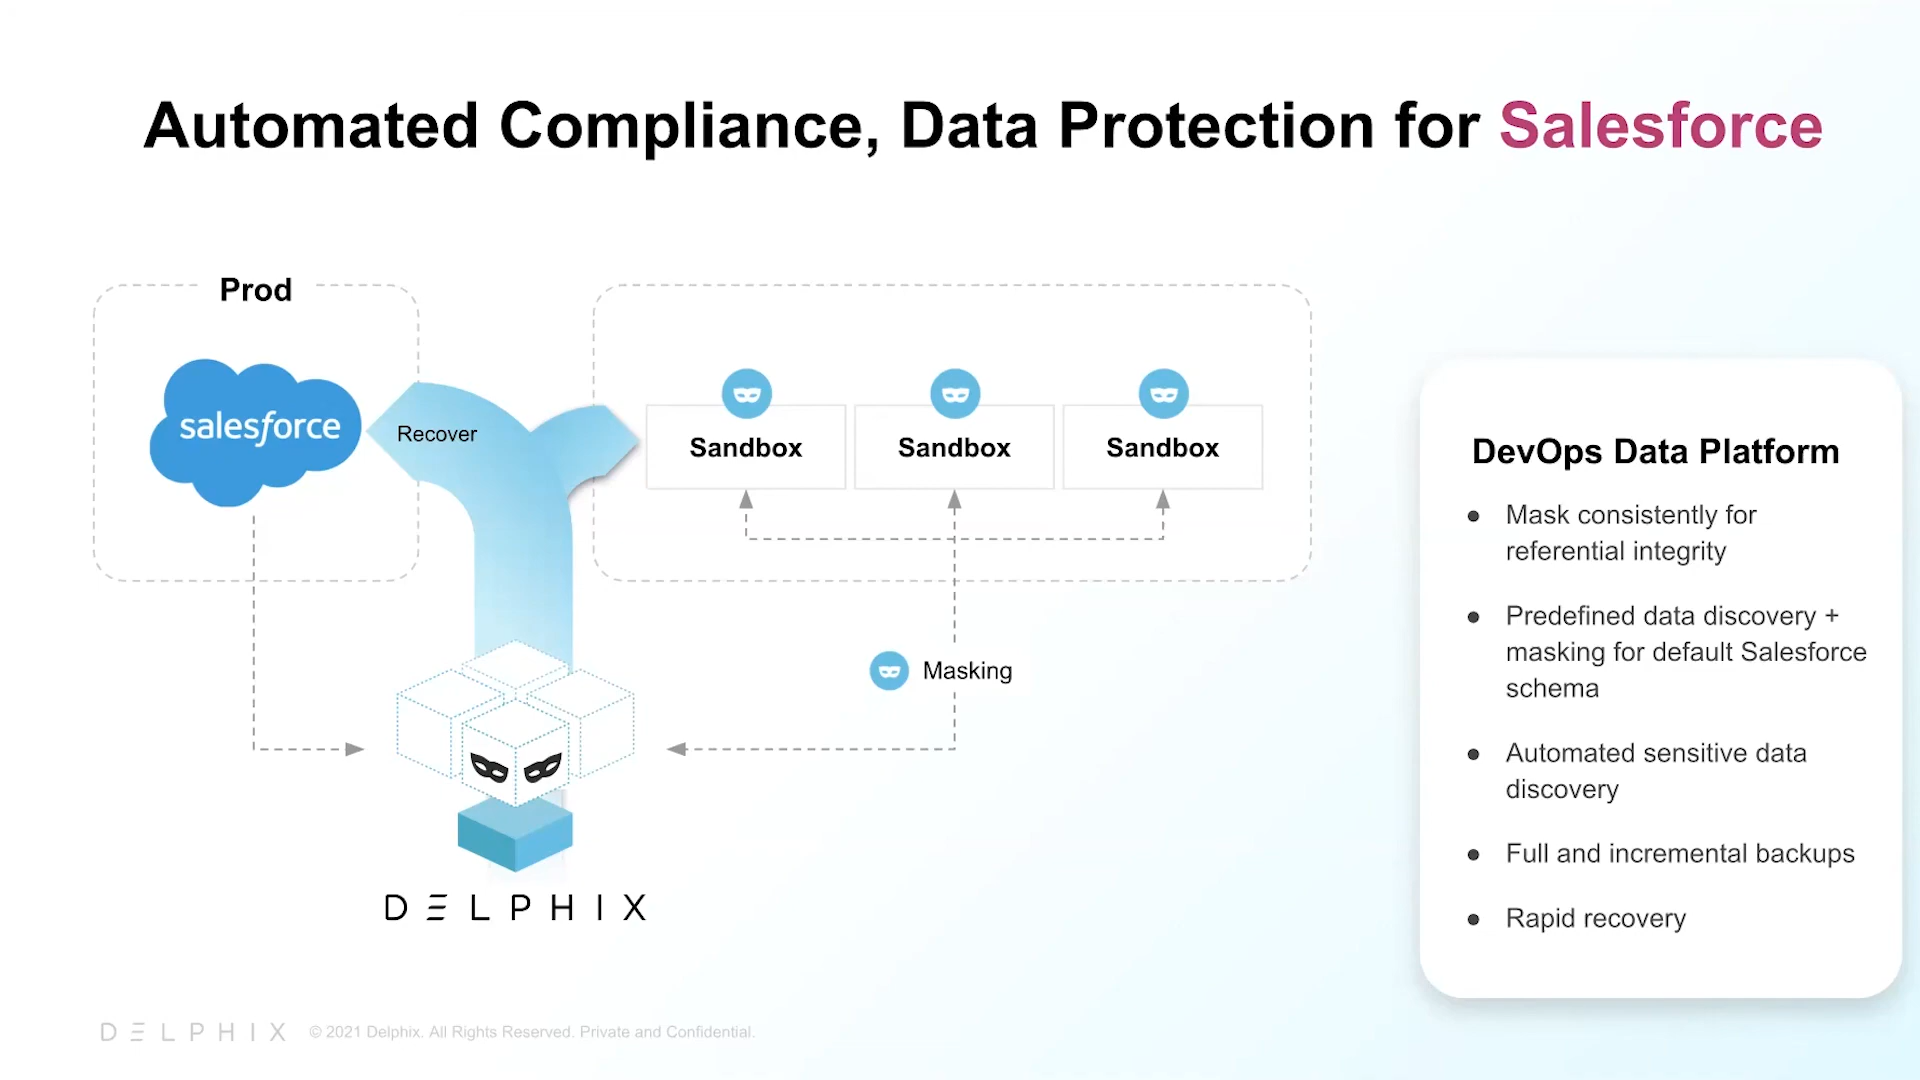 Automated Compliance, Data Protection for Salesforce
Prod
salesforce
Recover
Sandbox
Sandbox
Sandbox
Masking
DELPHIX
DevOps Data Platform
● Mask consistently for
referential integrity
● Predefined data discovery +
masking for default Salesforce
schema
● Automated sensitive data
discovery
● Full and incremental backups
● Rapid recovery
DELPHIX © 2021 Delphix. All Rights Reserved. Private and Confidential.